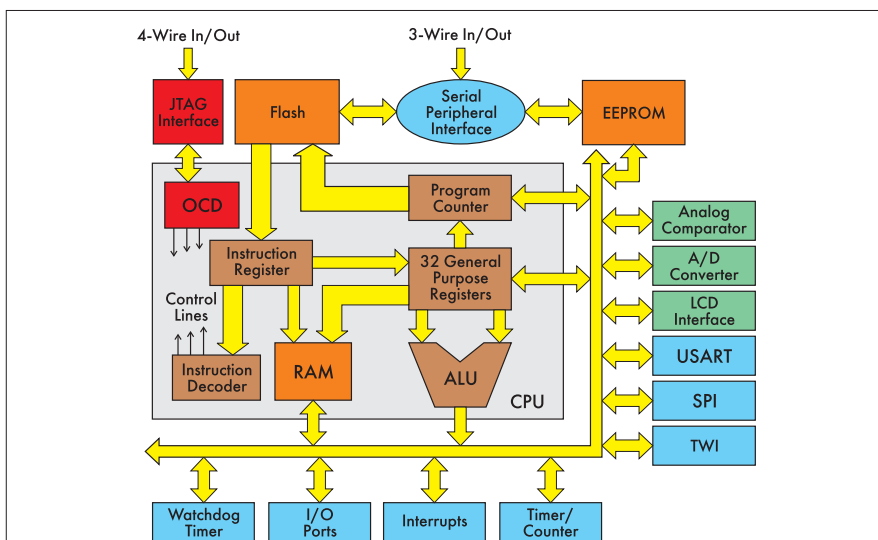 4-Wire In/Out
3-Wire In/Out
JTAG
Interface
Flash
Serial
Peripheral
Interface
EEPROM
OCD
Program
Counter
Analog
Comparator
Instruction
Register
32 General
Purpose
Registers
A/D
Converter
Control
Lines
LCD
Interface
Instruction
Decoder
RAM
ALU
CPU
USART
SPI
TWI
Watchdog
Timer
I/O
Ports
Interrupts
Timer/
Counter